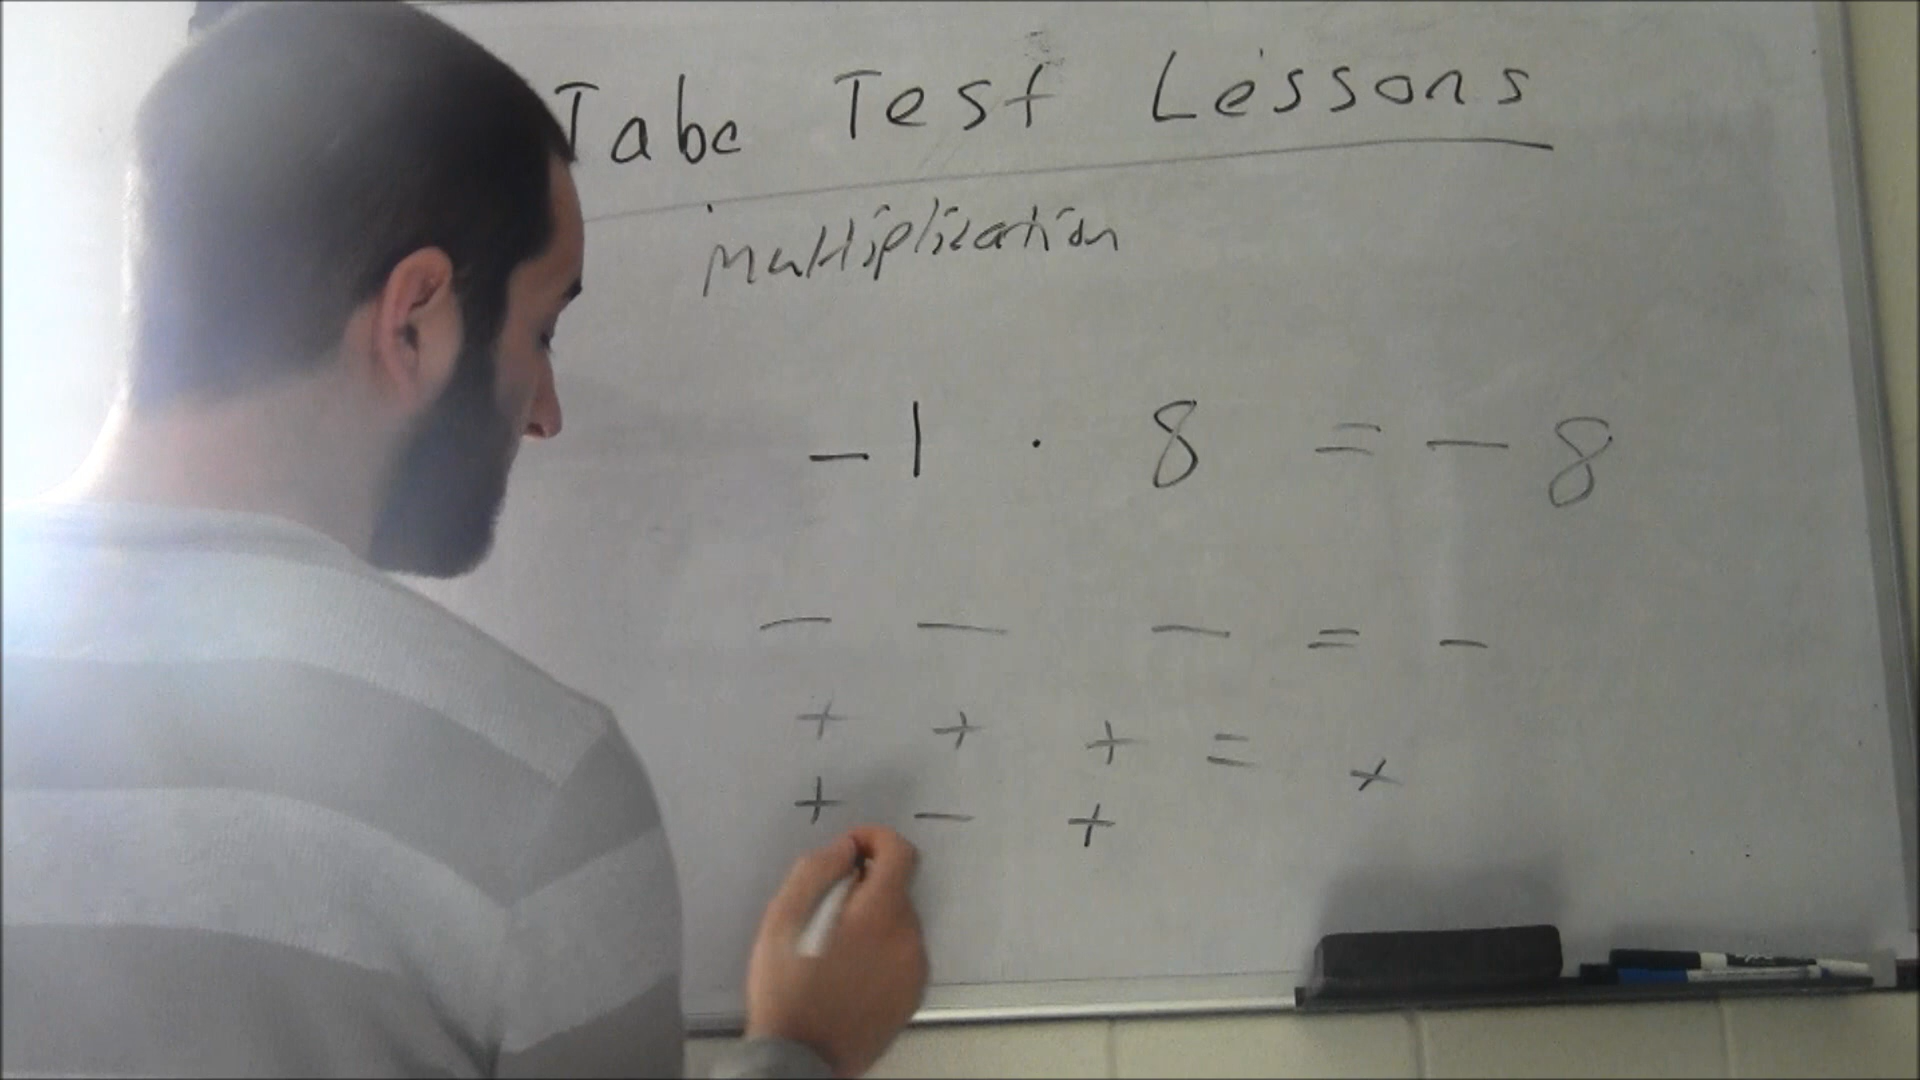 Tabe Test Lessons
multiplication
- 1 · 8 = - 8
- - - = -
+ + + = +
+ - +